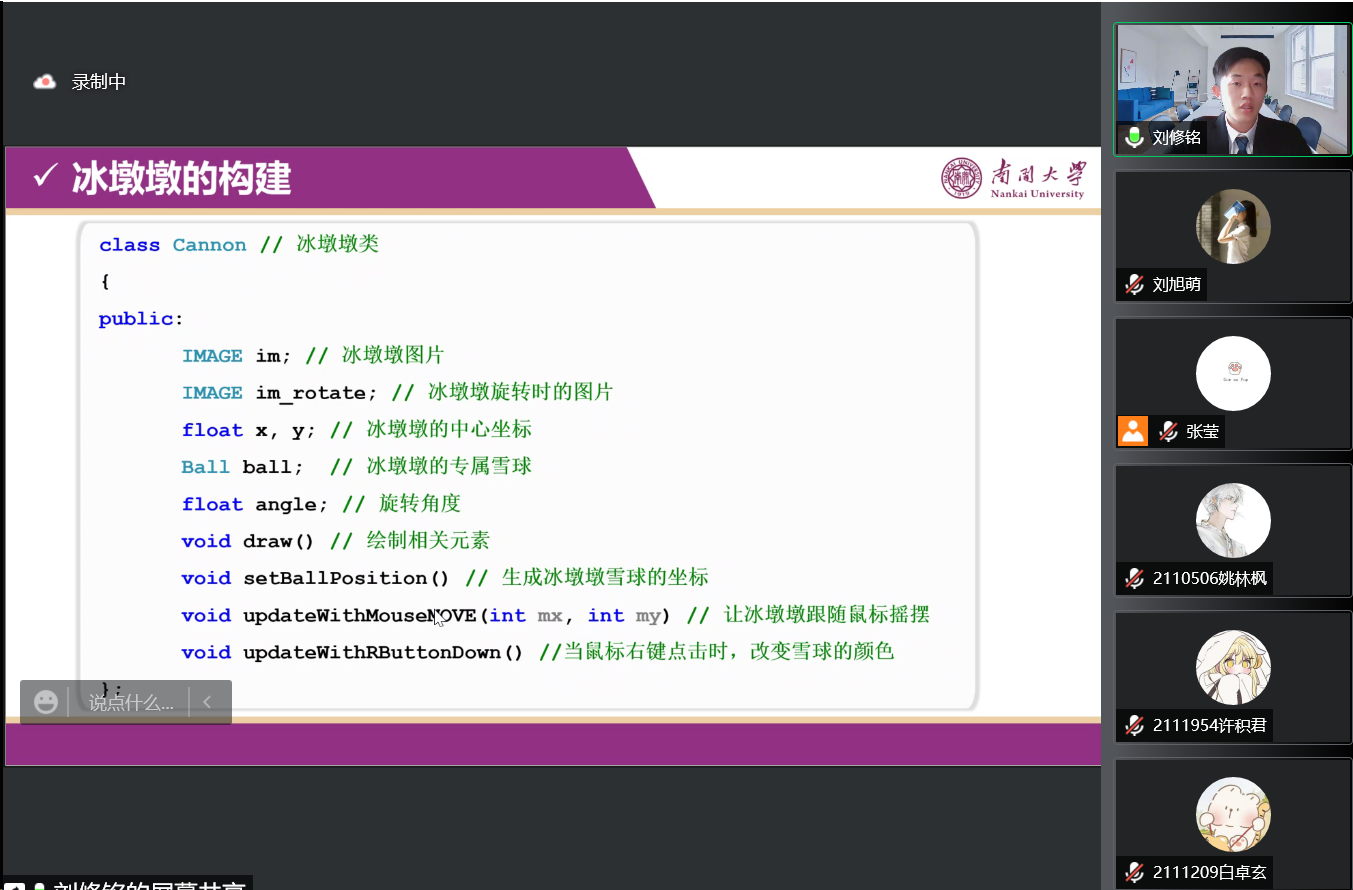 录制中
✓ 冰墩墩的构建
南开大学
Nankai University
class Cannon // 冰墩墩类
{
public:
IMAGE im; // 冰墩墩图片
IMAGE im_rotate; // 冰墩墩旋转时的图片
float x, y; // 冰墩墩的中心坐标
Ball ball; // 冰墩墩的专属雪球
float angle; // 旋转角度
void draw() // 绘制相关元素
void setBallPosition() // 生成冰墩墩雪球的坐标
void updateWithMouseMOVE(int mx, int my) // 让冰墩墩跟随鼠标摇摆
void updateWithRButtonDown() //当鼠标右键点击时，改变雪球的颜色
};
说点什么...
刘修铭的屏幕共享
刘修铭
刘旭萌
张莹
2110506姚林枫
2111954许积君
2111209白卓玄